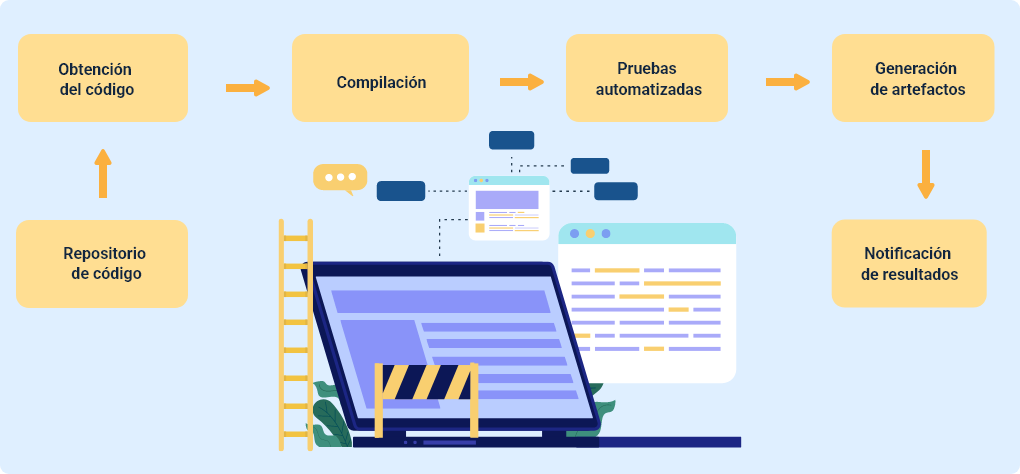 Obtención
del código
Compilación
Pruebas
automatizadas
Generación
de artefactos
Repositorio
de código
Notificación
de resultados